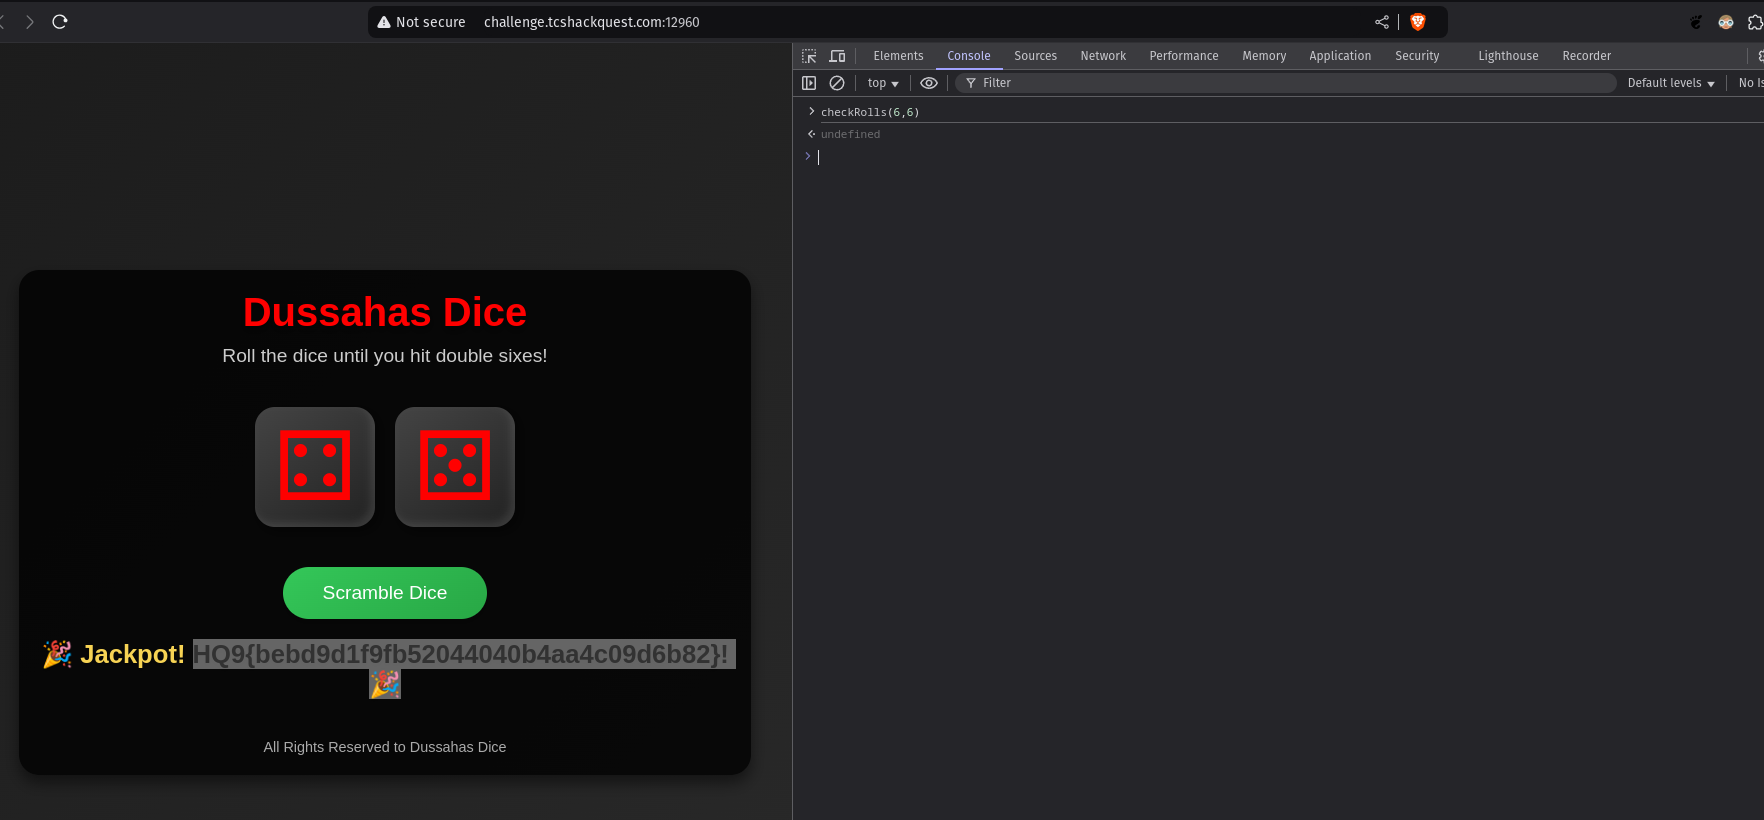 Not secure challenge.tcshackquest.com:12960
Elements Console Sources Network Performance Memory Application Security Lighthouse Recorder
top Filter Default levels No Is
checkRolls(6,6)
undefined
Dussahas Dice
Roll the dice until you hit double sixes!
Scramble Dice
🎉 Jackpot! HQ9{bebd9d1f9fb52044040b4aa4c09d6b82}!
🎉
All Rights Reserved to Dussahas Dice